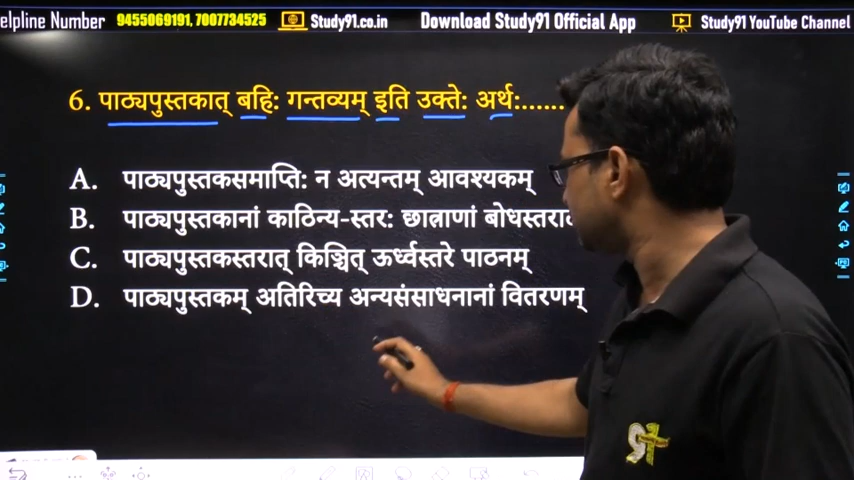 elpline Number 9455069191, 7007734525 Study91.co.in Download Study91 Official App Study91 YouTube Channel
6. पाठ्यपुस्तकात् बहि: गन्तव्यम् इति उक्ते: अर्थ:......
A. पाठ्यपुस्तकसमाप्ति: न अत्यन्तम् आवश्यकम्
B. पाठ्यपुस्तकानां काठिन्य-स्तर: छात्राणां
C. पाठ्यपुस्तकस्तरात् किञ्चित् ऊर्ध्वस्तरे पाठनम्
D. पाठ्यपुस्तकम् अतिरिच्य अन्यसंसाधनानां वितरणम्
91